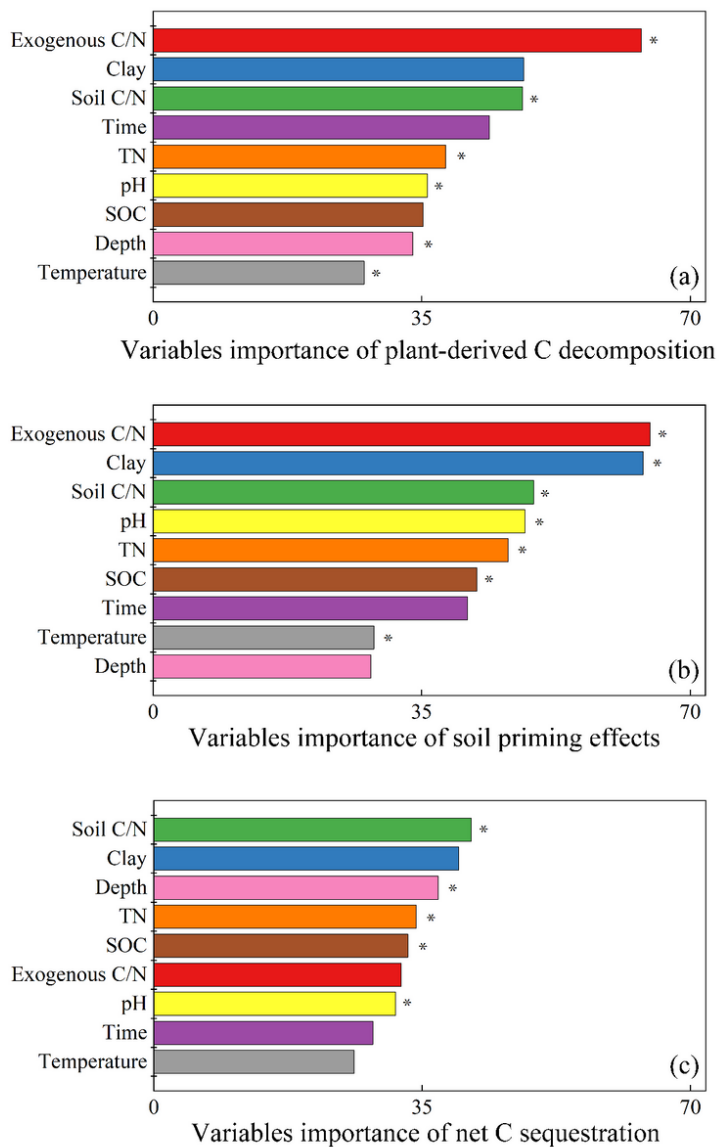 Exogenous C/N *
Clay
Soil C/N *
Time
TN *
pH *
SOC
Depth *
Temperature *
(a)
0 35 70
Variables importance of plant-derived C decomposition
Exogenous C/N *
Clay *
Soil C/N *
pH *
TN *
SOC *
Time
Temperature *
Depth
(b)
0 35 70
Variables importance of soil priming effects
Soil C/N *
Clay
Depth *
TN *
SOC *
Exogenous C/N
pH *
Time
Temperature
(c)
0 35 70
Variables importance of net C sequestration